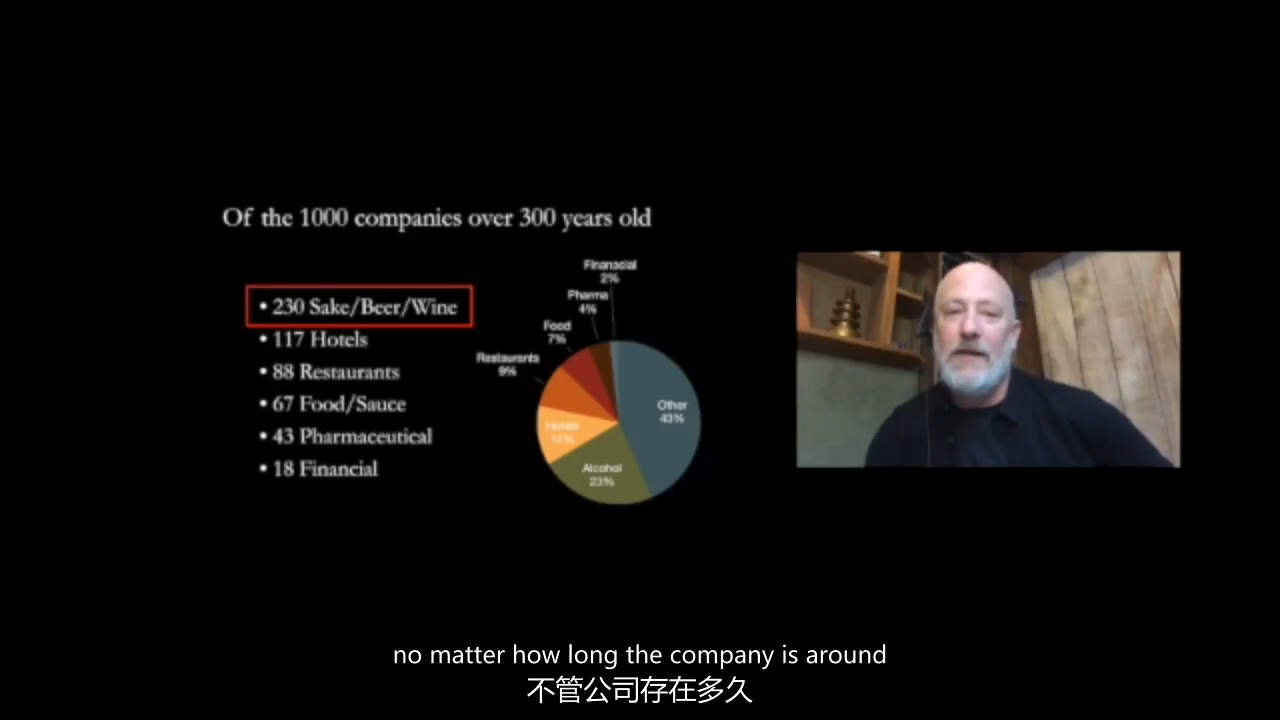 Of the 1000 companies over 300 years old
• 230 Sake/Beer/Wine
• 117 Hotels
• 88 Restaurants
• 67 Food/Sauce
• 43 Pharmaceutical
• 18 Financial
Finanacial
2%
Pharma
4%
Food
7%
Restaurants
9%
Hotels
12%
Alcohol
23%
Other
43%
no matter how long the company is around
不管公司存在多久